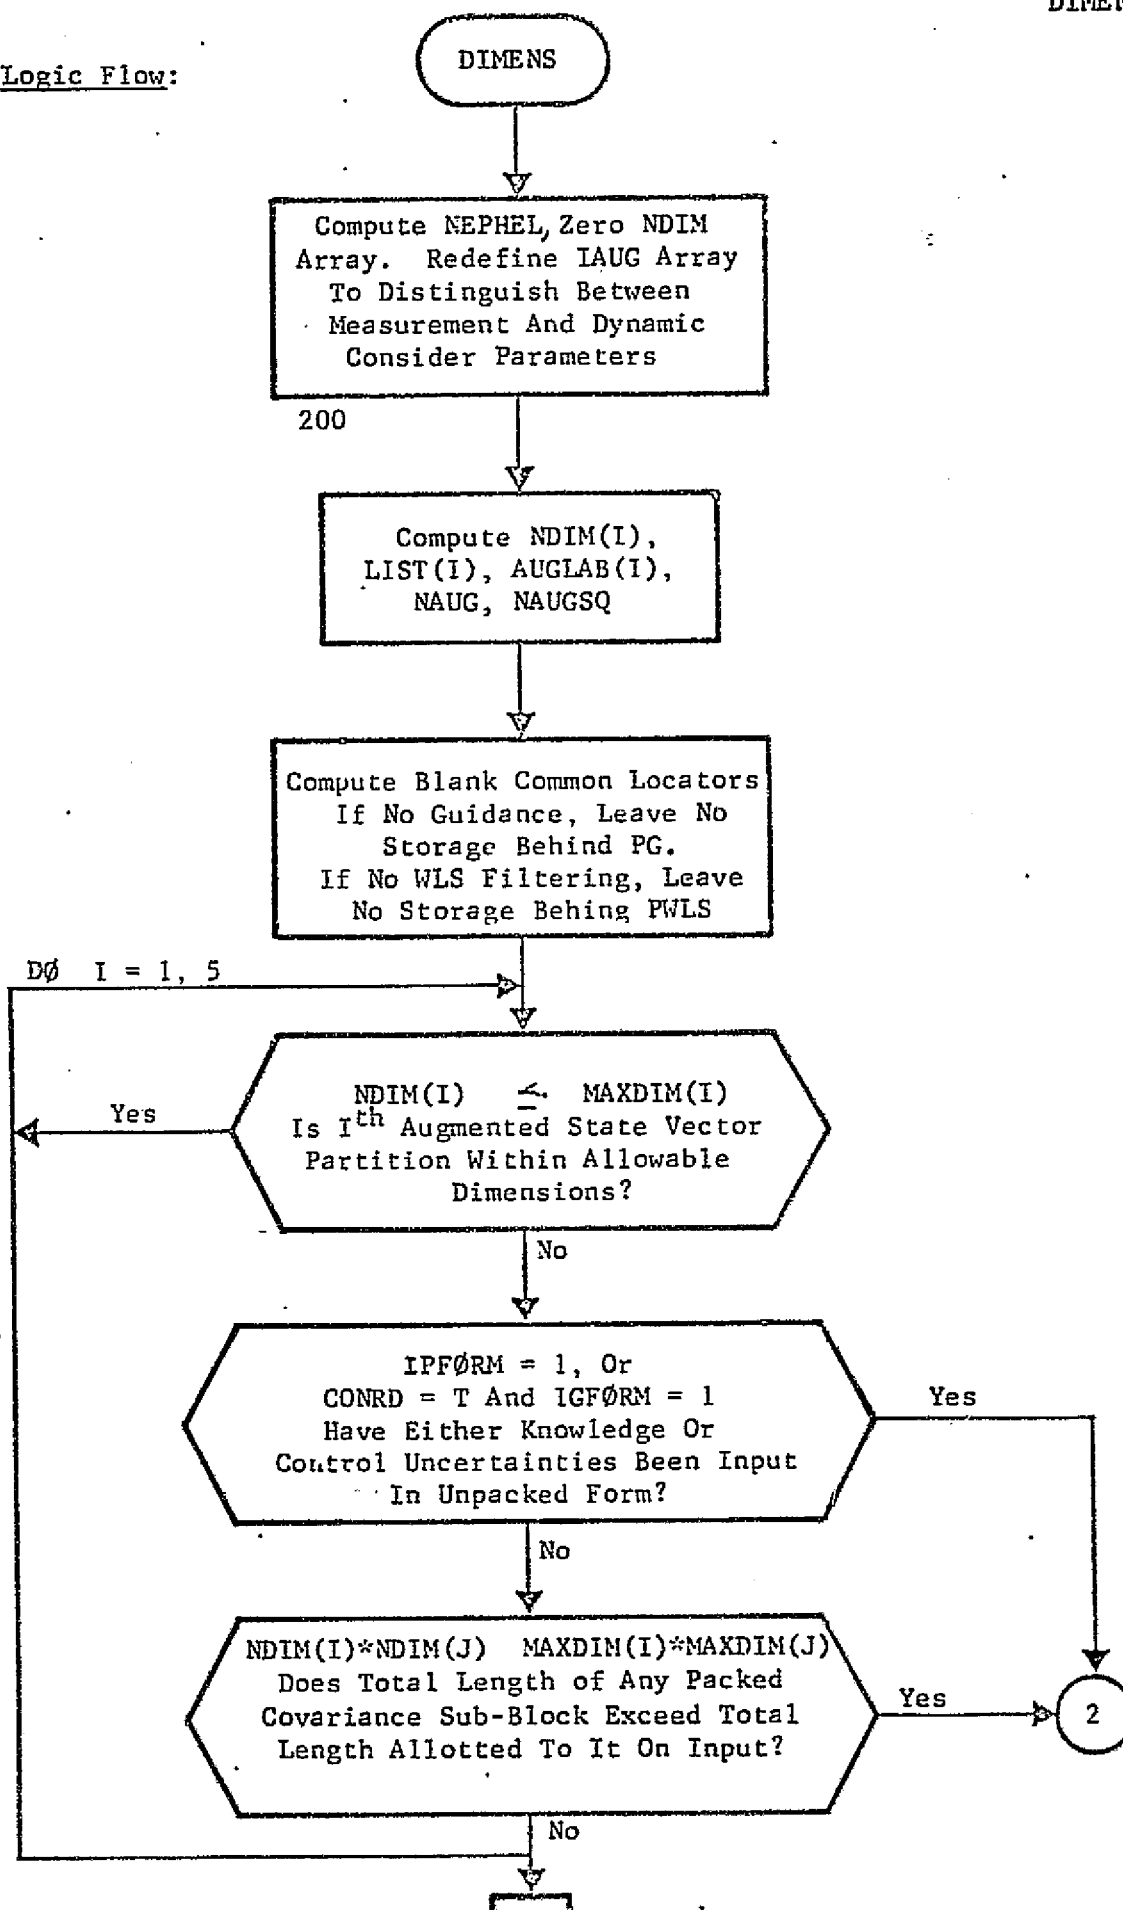 DIMEN
Logic Flow:
DIMENS
Compute NEPHEL, Zero NDIM
Array. Redefine IAUG Array
To Distinguish Between
Measurement And Dynamic
Consider Parameters
200
Compute NDIM(I),
LIST(I), AUGLAB(I),
NAUG, NAUGSQ
Compute Blank Common Locators
If No Guidance, Leave No
Storage Behind PG.
If No WLS Filtering, Leave
No Storage Behing PWLS
DØ I = 1, 5
NDIM(I) ≤ MAXDIM(I)
Is Ith Augmented State Vector
Partition Within Allowable
Dimensions?
Yes
No
IPFØRM = 1, Or
CONRD = T And IGFØRM = 1
Have Either Knowledge Or
Control Uncertainties Been Input
In Unpacked Form?
Yes
No
NDIM(I)*NDIM(J) MAXDIM(I)*MAXDIM(J)
Does Total Length of Any Packed
Covariance Sub-Block Exceed Total
Length Allotted To It On Input?
Yes
2
No